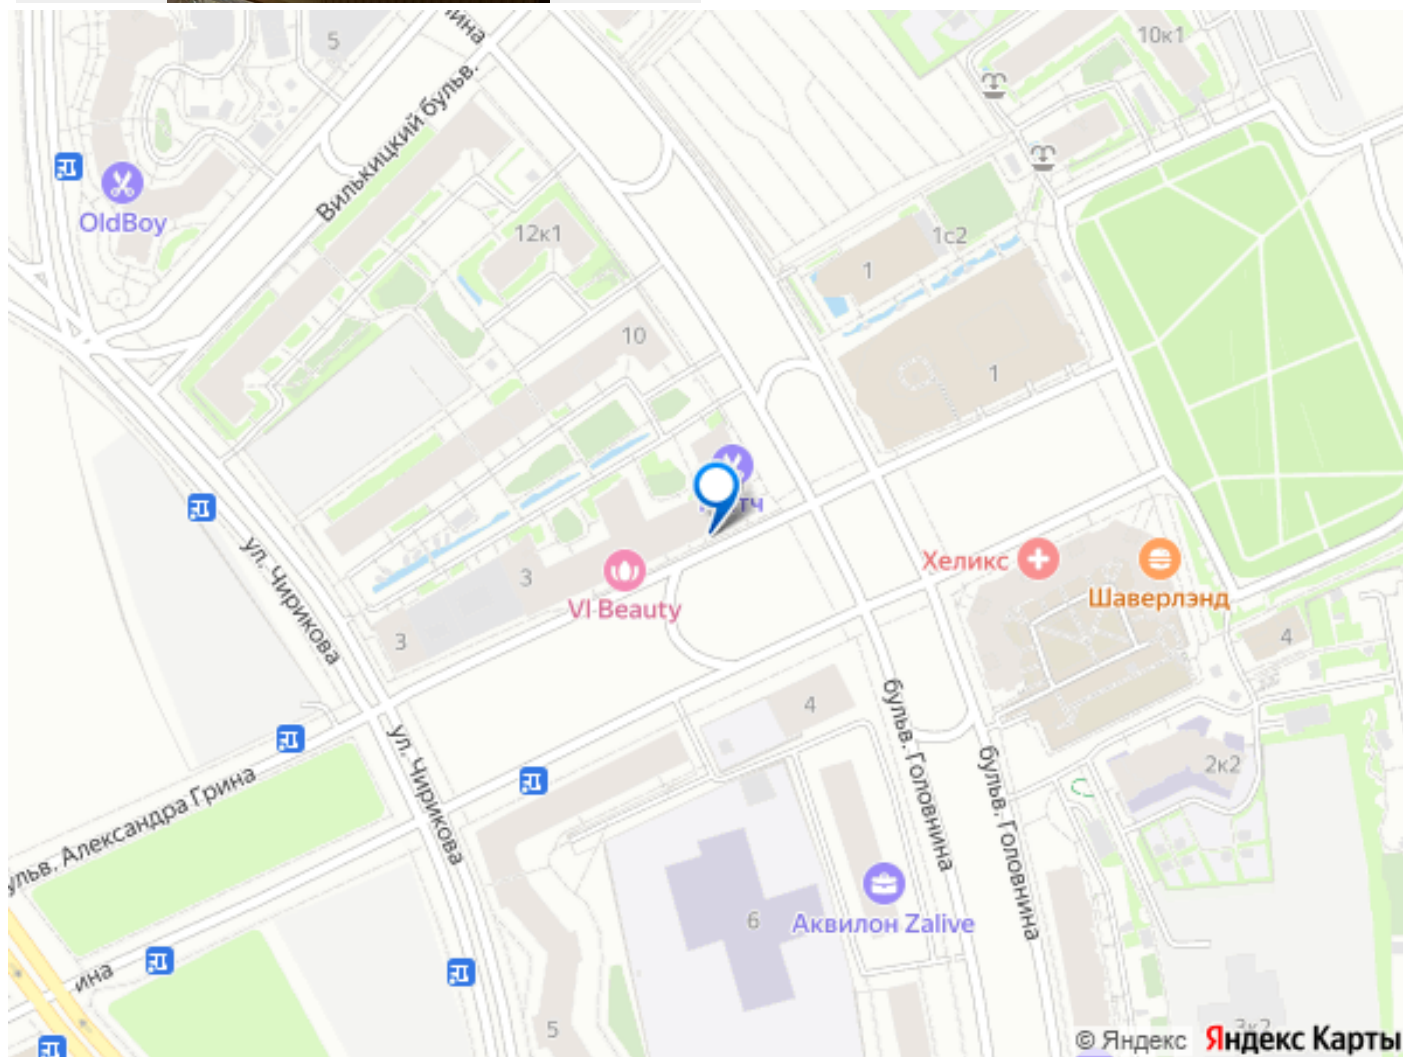 5
10к1
Вилькицкий бульв.
OldBoy
12к1
1с2
1
10
1
тч
Хеликс
Шаверлэнд
3
VI Beauty
ул. Чирикова
3
4
4
бульв. Головнина
2к2
ул. Чирикова
бульв. Головнина
бульв. Александра Грина
Аквилон Zalive
6
ина
5
3к2
© Яндекс Яндекс Карты